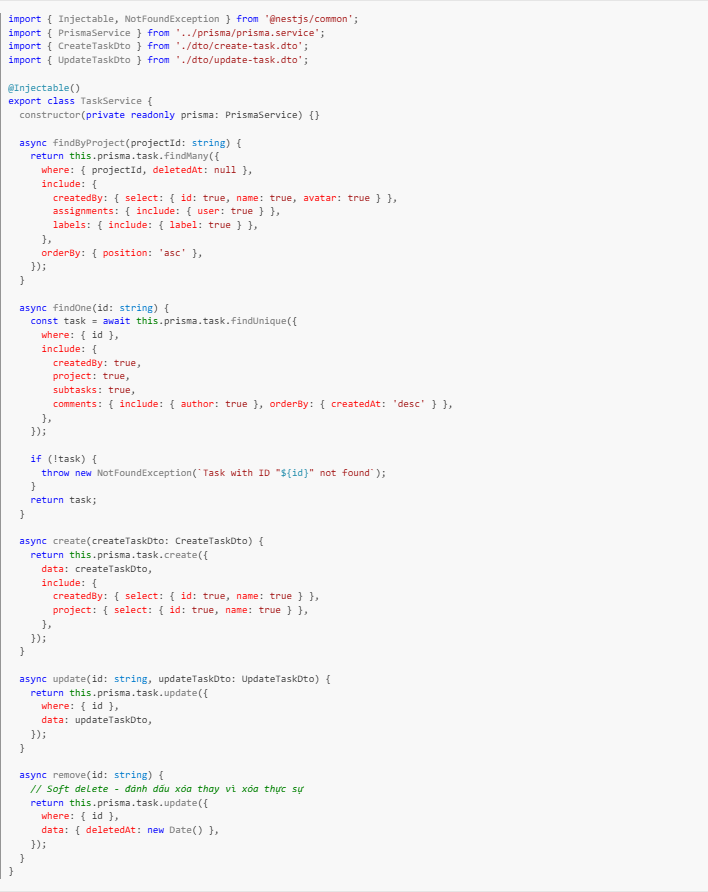 import { Injectable, NotFoundException } from '@nestjs/common';
import { PrismaService } from '../prisma/prisma.service';
import { CreateTaskDto } from './dto/create-task.dto';
import { UpdateTaskDto } from './dto/update-task.dto';

@Injectable()
export class TaskService {
  constructor(private readonly prisma: PrismaService) {}

  async findByProject(projectId: string) {
    return this.prisma.task.findMany({
      where: { projectId, deletedAt: null },
      include: {
        createdBy: { select: { id: true, name: true, avatar: true } },
        assignments: { include: { user: true } },
        labels: { include: { label: true } },
      },
      orderBy: { position: 'asc' },
    });
  }

  async findOne(id: string) {
    const task = await this.prisma.task.findUnique({
      where: { id },
      include: {
        createdBy: true,
        project: true,
        subtasks: true,
        comments: { include: { author: true }, orderBy: { createdAt: 'desc' } },
      },
    });

    if (!task) {
      throw new NotFoundException(`Task with ID "${id}" not found`);
    }
    return task;
  }

  async create(createTaskDto: CreateTaskDto) {
    return this.prisma.task.create({
      data: createTaskDto,
      include: {
        createdBy: { select: { id: true, name: true } },
        project: { select: { id: true, name: true } },
      },
    });
  }

  async update(id: string, updateTaskDto: UpdateTaskDto) {
    return this.prisma.task.update({
      where: { id },
      data: updateTaskDto,
    });
  }

  async remove(id: string) {
    // Soft delete - đánh dấu xóa thay vì xóa thực sự
    return this.prisma.task.update({
      where: { id },
      data: { deletedAt: new Date() },
    });
  }
}